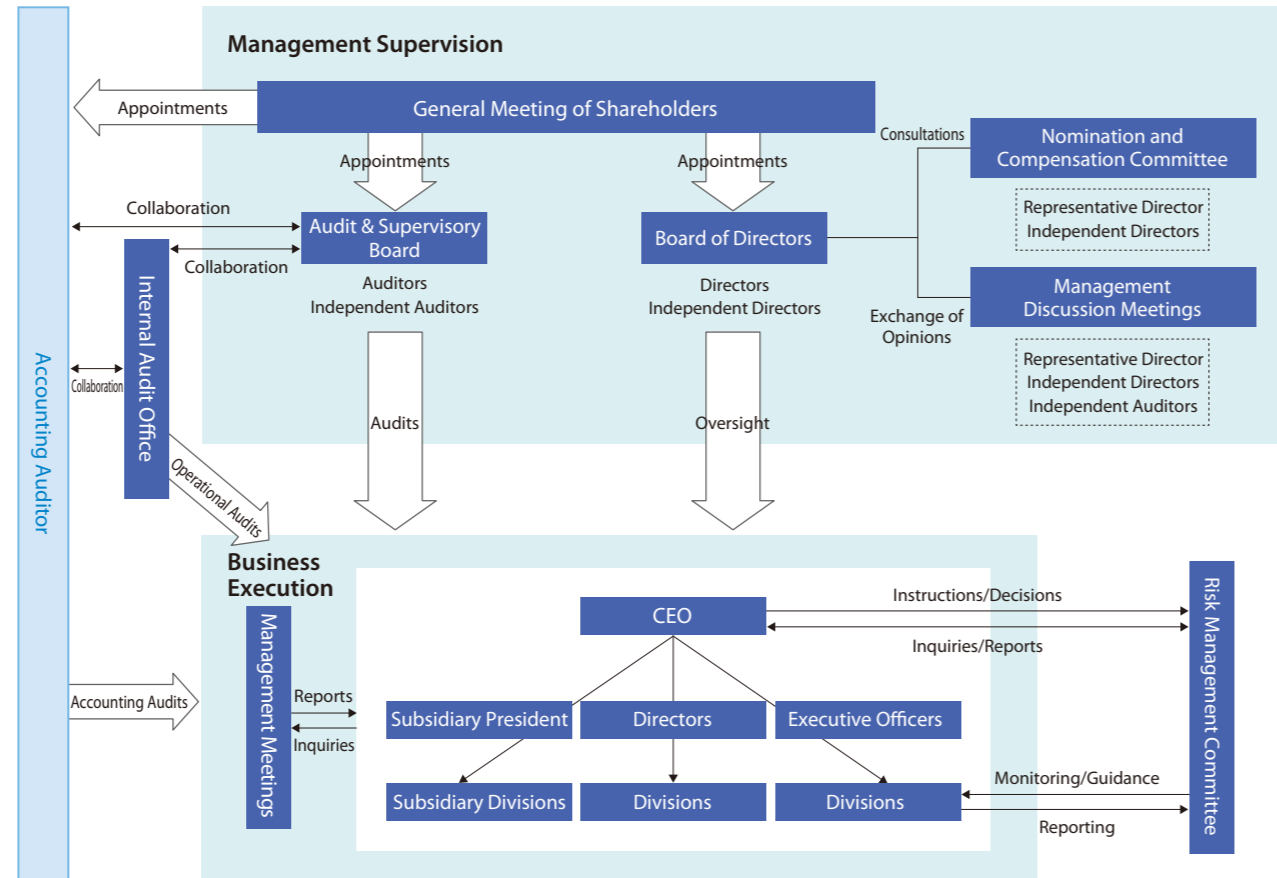 Management Supervision
General Meeting of Shareholders
Appointments
Appointments
Appointments
Consultations
Nomination and
Compensation Committee
Representative Director
Independent Directors
Collaboration
Audit & Supervisory
Board
Board of Directors
Collaboration
Auditors
Independent Auditors
Directors
Independent Directors
Exchange of
Opinions
Management
Discussion Meetings
Representative Director
Independent Directors
Independent Auditors
Accounting Auditor
Collaboration
Internal Audit Office
Audits
Oversight
Operational Audits
Business
Execution
Management Meetings
CEO
Instructions/Decisions
Inquiries/Reports
Risk Management Committee
Accounting Audits
Reports
Inquiries
Subsidiary President
Directors
Executive Officers
Subsidiary Divisions
Divisions
Divisions
Monitoring/Guidance
Reporting